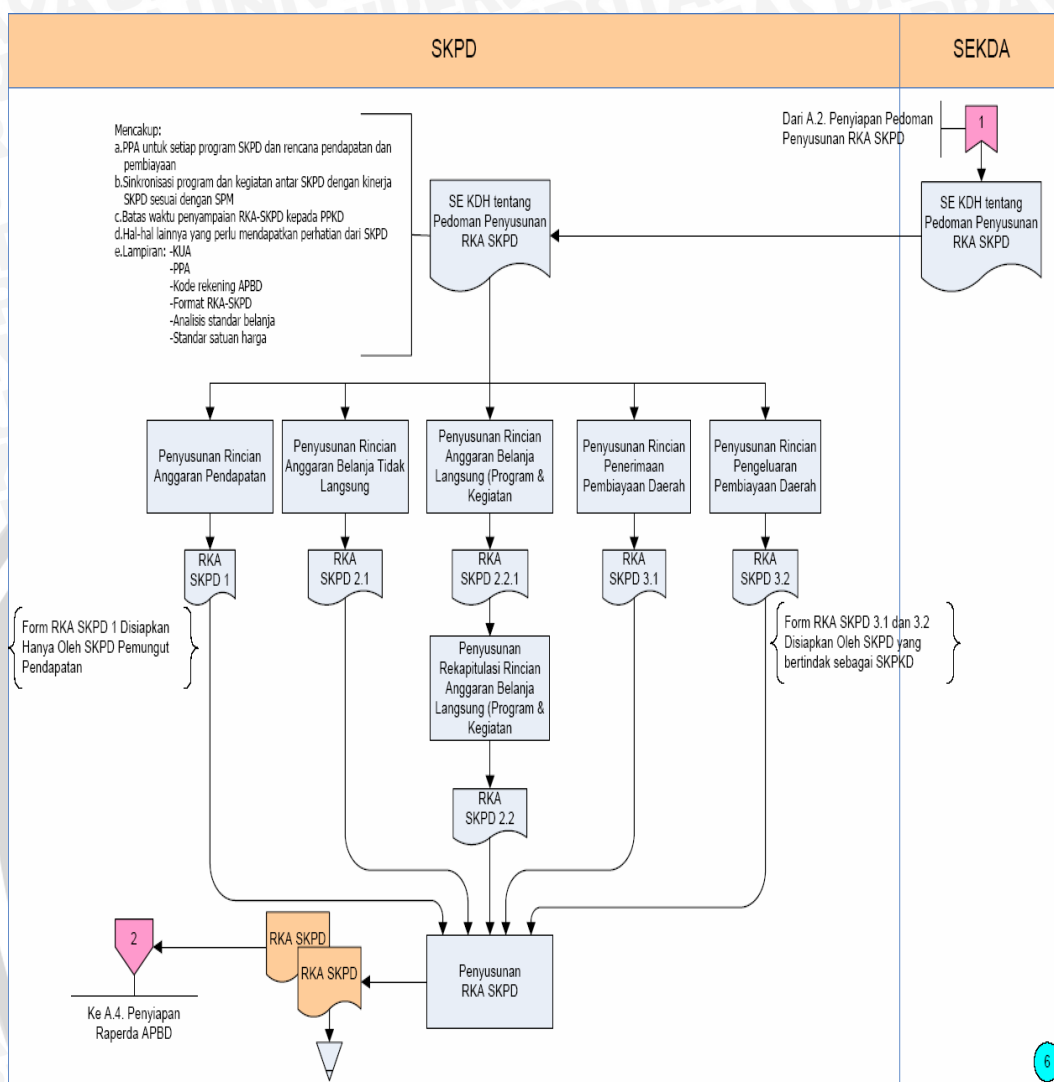 SKPD
SEKDA
Dari A.2. Penyiapan Pedoman
Penyusunan RKA SKPD
1
Mencakup:
a.PPA untuk setiap program SKPD dan rencana pendapatan dan
pembiayaan
b.Sinkronisasi program dan kegiatan antar SKPD dengan kinerja
SKPD sesuai dengan SPM
c.Batas waktu penyampaian RKA-SKPD kepada PPKD
d.Hal-hal lainnya yang perlu mendapatkan perhatian dari SKPD
e.Lampiran: -KUA
-PPA
-Kode rekening APBD
-Format RKA-SKPD
-Analisis standar belanja
-Standar satuan harga
SE KDH tentang
Pedoman Penyusunan
RKA SKPD
SE KDH tentang
Pedoman Penyusunan
RKA SKPD
Penyusunan Rincian
Anggaran Pendapatan
Penyusunan Rincian
Anggaran Belanja Tidak
Langsung
Penyusunan Rincian
Anggaran Belanja
Langsung (Program &
Kegiatan
Penyusunan Rincian
Penerimaan
Pembiayaan Daerah
Penyusunan Rincian
Pengeluaran
Pembiayaan Daerah
RKA
SKPD 1
RKA
SKPD 2.1
RKA
SKPD 2.2.1
RKA
SKPD 3.1
RKA
SKPD 3.2
Form RKA SKPD 1 Disiapkan
Hanya Oleh SKPD Pemungut
Pendapatan
Form RKA SKPD 3.1 dan 3.2
Disiapkan Oleh SKPD yang
bertindak sebagai SKPKD
Penyusunan
Rekapitulasi Rincian
Anggaran Belanja
Langsung (Program &
Kegiatan
RKA
SKPD 2.2
2
RKA SKPD
RKA SKPD
Penyusunan
RKA SKPD
Ke A.4. Penyiapan
Raperda APBD
6